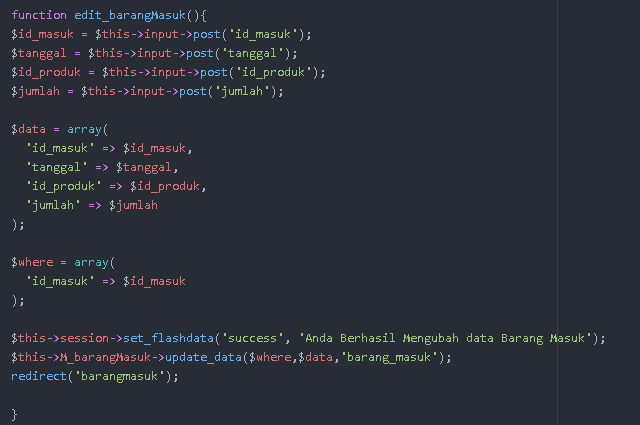 function edit_barangMasuk(){
$id_masuk = $this->input->post('id_masuk');
$tanggal = $this->input->post('tanggal');
$id_produk = $this->input->post('id_produk');
$jumlah = $this->input->post('jumlah');
$data = array(
'id_masuk' => $id_masuk,
'tanggal' => $tanggal,
'id_produk' => $id_produk,
'jumlah' => $jumlah
);
$where = array(
'id_masuk' => $id_masuk
);
$this->session->set_flashdata('success', 'Anda Berhasil Mengubah data Barang Masuk');
$this->M_barangMasuk->update_data($where,$data,'barang_masuk');
redirect('barangmasuk');
}